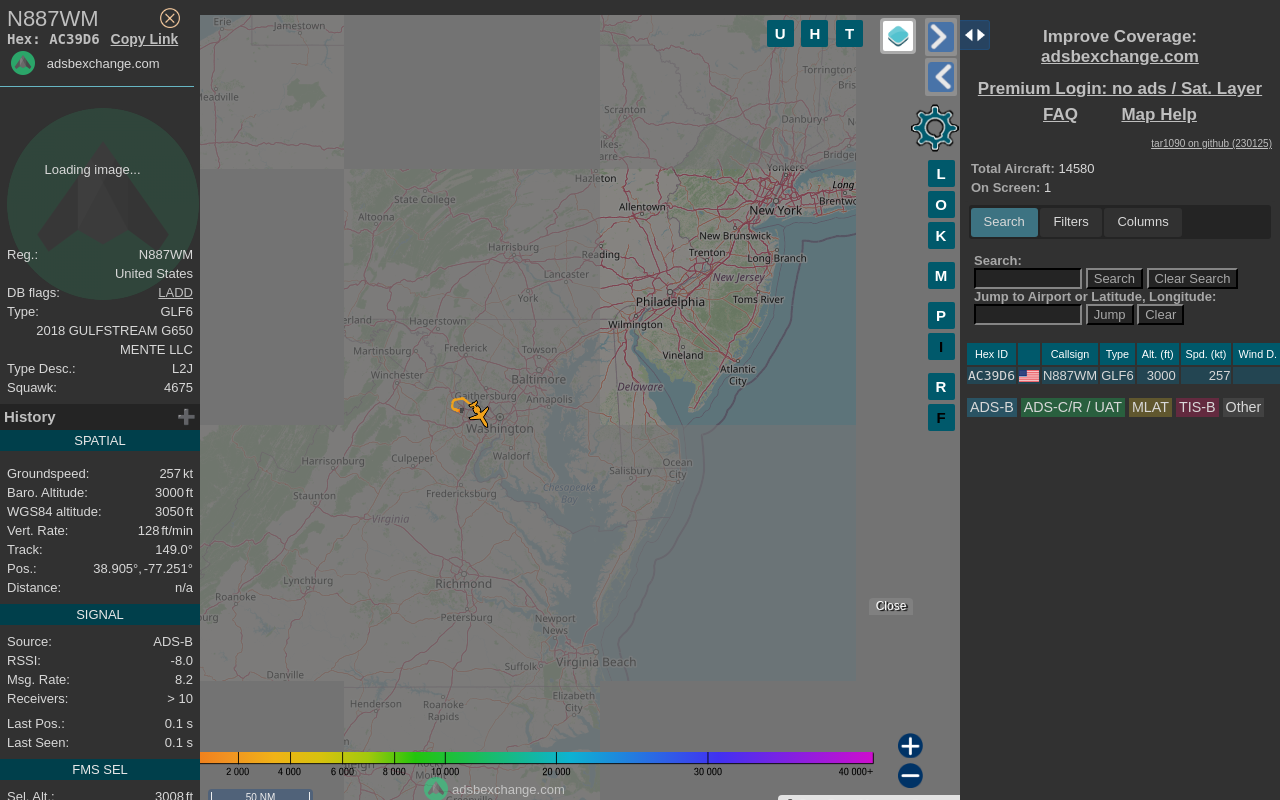 N887WM
Hex: AC39D6 Copy Link
adsbexchange.com
Loading image...
Reg.: N887WM
United States
DB flags: LADD
Type: GLF6
2018 GULFSTREAM G650
MENTE LLC
Type Desc.: L2J
Squawk: 4675
History
SPATIAL
Groundspeed: 257 kt
Baro. Altitude: 3000 ft
WGS84 altitude: 3050 ft
Vert. Rate: 128 ft/min
Track: 149.0°
Pos.: 38.905°, -77.251°
Distance: n/a
SIGNAL
Source: ADS-B
RSSI: -8.0
Msg. Rate: 8.2
Receivers: > 10
Last Pos.: 0.1 s
Last Seen: 0.1 s
FMS SEL
Sel. Alt.: 3008 ft
Erie
Jamestown
Meadville
Torrington
Scranton
Danbury
Yonkers
Hazleton
Long
Brentwo
State College
Allentown
New York
Altoona
New Brunswick
Harrisburg
Reading
Trenton
Long Branch
Lancaster
New Jersey
York
Philadelphia
Toms River
Hagerstown
Wilmington
Martinsburg
Frederick
Towson
Vineland
Winchester
Baltimore
Atlantic
City
Delaware
Gaithersburg
Annapolis
Washington
Harrisonburg
Culpeper
Waldorf
Salisbury
Ocean
City
Staunton
Fredericksburg
Chesapeake
Bay
Virginia
Lynchburg
Richmond
Roanoke
Petersburg
Newport
News
Suffolk
Virginia Beach
Danville
Elizabeth
City
Henderson
Roanoke
Rapids
2 000 4 000 6 000 8 000 10 000 20 000 30 000 40 000+
adsbexchange.com
50 NM
U H T
L
O
K
M
P
I
R
F
Close
Improve Coverage:
adsbexchange.com
Premium Login: no ads / Sat. Layer
FAQ Map Help
tar1090 on github (230125)
Total Aircraft: 14580
On Screen: 1
Search Filters Columns
Search:
Search Clear Search
Jump to Airport or Latitude, Longitude:
Jump Clear
Hex ID Callsign Type Alt. (ft) Spd. (kt) Wind D.
AC39D6 N887WM GLF6 3000 257
ADS-B ADS-C/R / UAT MLAT TIS-B Other